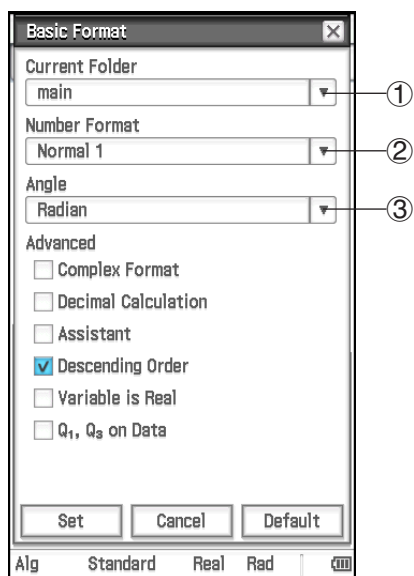 Basic Format
Current Folder
main
①
Number Format
Normal 1
②
Angle
Radian
③
Advanced
Complex Format
Decimal Calculation
Assistant
Descending Order
Variable is Real
Q₁, Q₃ on Data
Set Cancel Default
Alg Standard Real Rad